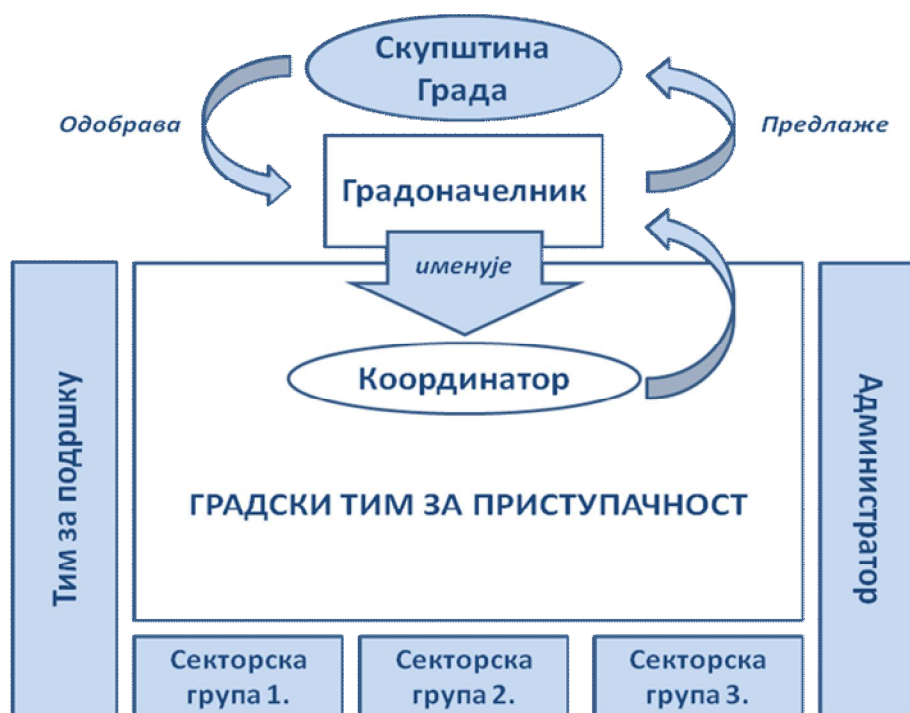 Скупштина
Града
Одобрава
Предлаже
Градоначелник
именује
Координатор
Тим за подршку
ГРАДСКИ ТИМ ЗА ПРИСТУПАЧНОСТ
Администратор
Секторска
група 1.
Секторска
група 2.
Секторска
група 3.